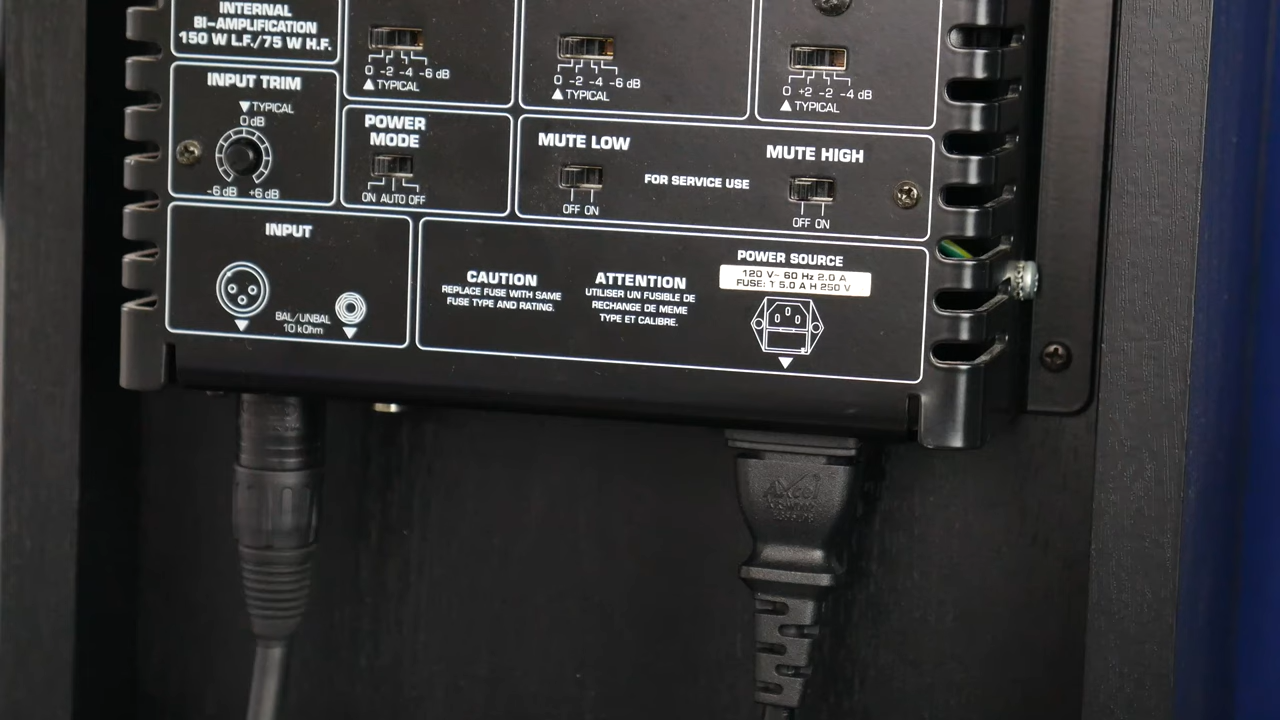 INTERNAL
BI-AMPLIFICATION
150 W L.F./75 W H.F.
0 -2 -4 -6 dB
▲TYPICAL
0 -2 -4 -6 dB
▲TYPICAL
0 +2 -2 -4 dB
▲TYPICAL
INPUT TRIM
▼TYPICAL
0 dB
-6 dB +6 dB
POWER
MODE
ON AUTO OFF
MUTE LOW
OFF ON
FOR SERVICE USE
MUTE HIGH
OFF ON
INPUT
BAL/UNBAL
10 kOhm
CAUTION
REPLACE FUSE WITH SAME
FUSE TYPE AND RATING.
ATTENTION
UTILISER UN FUSIBLE DE
RECHANGE DE MEME
TYPE ET CALIBRE.
POWER SOURCE
120 V~ 60 Hz 2.0 A
FUSE: T 5.0 A H 250 V